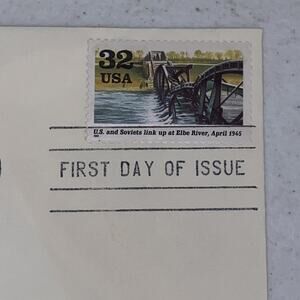 32
USA
U.S. and Soviets link up at Elbe River, April 1945
FIRST DAY OF ISSUE